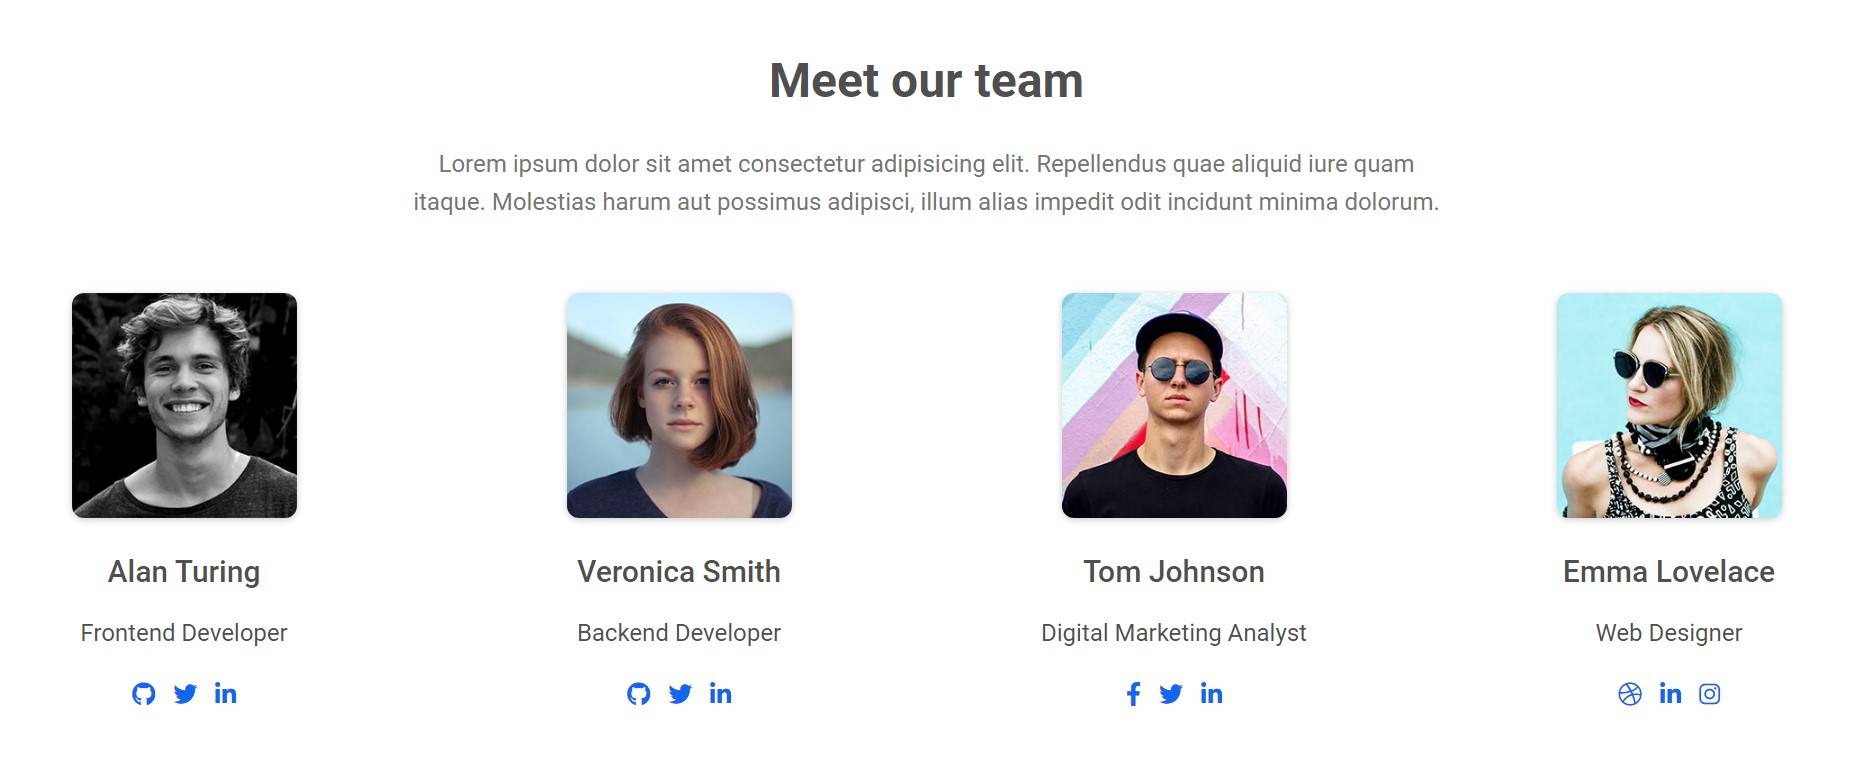 Meet our team
Lorem ipsum dolor sit amet consectetur adipisicing elit. Repellendus quae aliquid iure quam
itaque. Molestias harum aut possimus adipisci, illum alias impedit odit incidunt minima dolorum.
Alan Turing
Frontend Developer
Veronica Smith
Backend Developer
Tom Johnson
Digital Marketing Analyst
Emma Lovelace
Web Designer